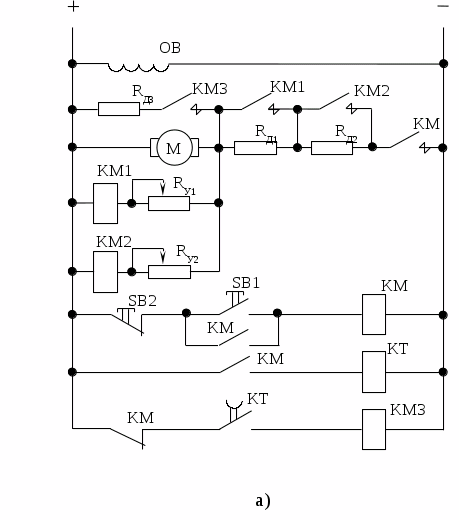 + −
ОВ
RД3 КМ3 КМ1 КМ2
М RД1 RД2 КМ
КМ1 RУ1
КМ2 RУ2
SB2 SB1 КМ
КМ
КМ КТ
КМ КТ КМ3
а)